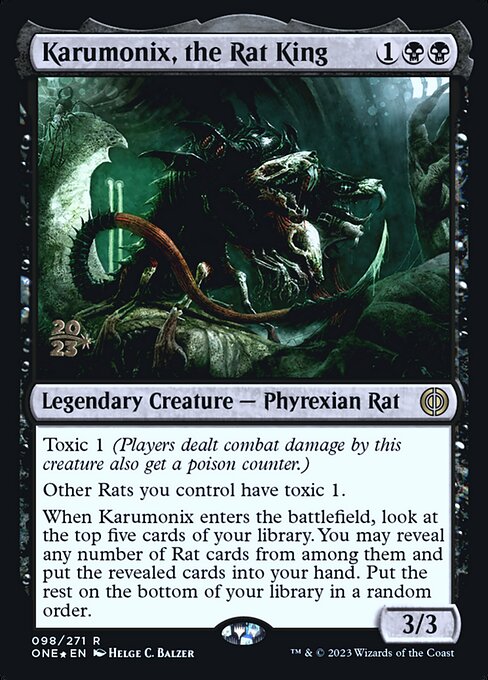 Karumonix, the Rat King 1
20
23
Legendary Creature — Phyrexian Rat
Toxic 1 (Players dealt combat damage by this
creature also get a poison counter.)
Other Rats you control have toxic 1.
When Karumonix enters the battlefield, look at
the top five cards of your library. You may reveal
any number of Rat cards from among them and
put the revealed cards into your hand. Put the
rest on the bottom of your library in a random
order.
3/3
098/271 R
ONE★EN Helge C. Balzer
™ & © 2023 Wizards of the Coast